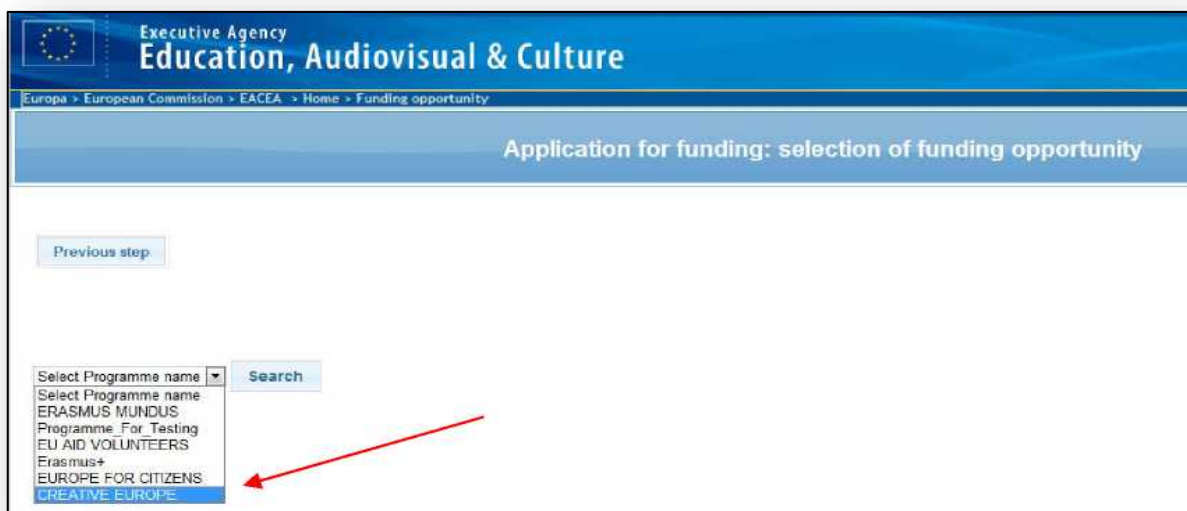 Executive Agency
Education, Audiovisual & Culture
Europa > European Commission > EACEA > Home > Funding opportunity
Application for funding: selection of funding opportunity
Previous step
Select Programme name Search
Select Programme name
ERASMUS MUNDUS
Programme_For_Testing
EU AID VOLUNTEERS
Erasmus+
EUROPE FOR CITIZENS
CREATIVE EUROPE